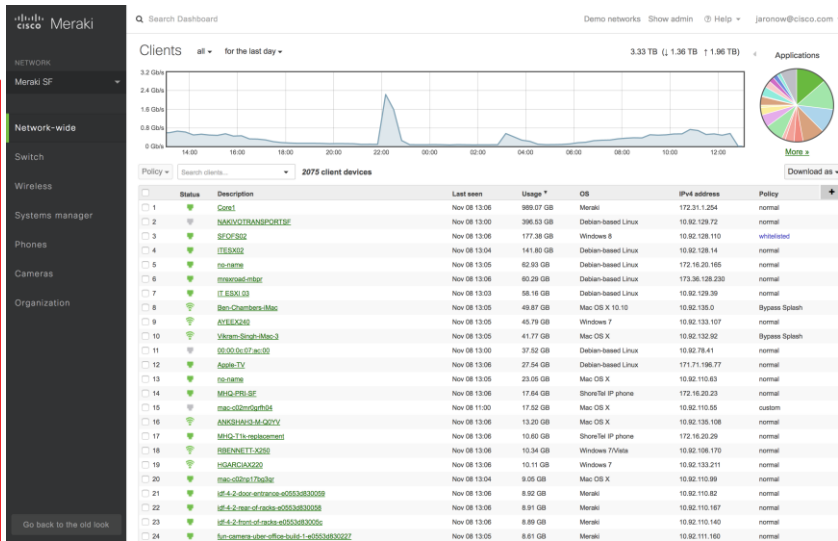 cisco Meraki
Search Dashboard
Demo networks Show admin Help jaronow@cisco.com
NETWORK
Meraki SF
Network-wide
Switch
Wireless
Systems manager
Phones
Cameras
Organization
Go back to the old look
Clients all for the last day 3.33 TB (↓ 1.36 TB ↑ 1.96 TB)
Applications
More »
3.2 Gb/s
2.4 Gb/s
1.6 Gb/s
0.8 Gb/s
0 Gb/s
14:00 16:00 18:00 20:00 22:00 00:00 02:00 04:00 06:00 08:00 10:00 12:00
Policy Search clients... 2075 client devices Download as
Status Description Last seen Usage OS IPv4 address Policy +
1 Core1 Nov 08 13:06 989.07 GB Meraki 172.31.1.254 normal
2 NAKIVOTRANSPORTSF Nov 08 13:00 396.53 GB Debian-based Linux 10.92.129.72 normal
3 SFOFS02 Nov 08 13:06 177.38 GB Windows 8 10.92.128.110 whitelisted
4 ITESX02 Nov 08 13:04 141.80 GB Debian-based Linux 10.92.128.14 normal
5 no-name Nov 08 13:05 62.93 GB Debian-based Linux 172.16.20.165 normal
6 mrexroad-mbpr Nov 08 13:06 60.29 GB Debian-based Linux 173.36.128.230 normal
7 IT ESXI 03 Nov 08 13:03 58.16 GB Debian-based Linux 10.92.129.39 normal
8 Ben-Chambers-iMac Nov 08 13:05 49.87 GB Mac OS X 10.10 10.92.135.0 Bypass Splash
9 AYEEX240 Nov 08 13:05 45.79 GB Windows 7 10.92.133.107 normal
10 Vikram-Singh-iMac-3 Nov 08 13:05 41.77 GB Mac OS X 10.92.132.92 Bypass Splash
11 00:00:0c:07:ac:00 Nov 08 13:00 37.52 GB Debian-based Linux 10.92.78.41 normal
12 Apple-TV Nov 08 13:06 27.54 GB Debian-based Linux 171.71.196.77 normal
13 no-name Nov 08 13:05 23.05 GB Mac OS X 10.92.110.63 normal
14 MHQ-PRI-SF Nov 08 13:06 17.64 GB ShoreTel IP phone 172.16.20.23 normal
15 mac-c02mr0grfh04 Nov 08 11:00 17.52 GB Mac OS X 10.92.110.55 custom
16 ANKSHAH3-M-Q0YV Nov 08 13:06 13.20 GB Mac OS X 10.92.135.108 normal
17 MHQ-T1k-replacement Nov 08 13:06 10.60 GB ShoreTel IP phone 172.16.20.29 normal
18 RBENNETT-X250 Nov 08 13:06 10.34 GB Windows 7/Vista 10.92.108.170 normal
19 HGARCIAX220 Nov 08 13:06 10.11 GB Windows 7 10.92.133.211 normal
20 Nov 08 13:04 9.05 GB Mac OS X 10.92.110.99 normal
21 idf-4-2-door-entrance-e0553d830059 Nov 08 13:06 8.92 GB Meraki 10.92.110.82 normal
22 idf-4-2-rear-of-racks-e0553d830058 Nov 08 13:06 8.91 GB Meraki 10.92.110.167 normal
23 idf-4-2-front-of-racks-e0553d83005c Nov 08 13:06 8.89 GB Meraki 10.92.110.140 normal
24 fun-camera-uber-office-build-1-e0553d830227 Nov 08 13:05 8.61 GB Meraki 10.92.111.160 normal